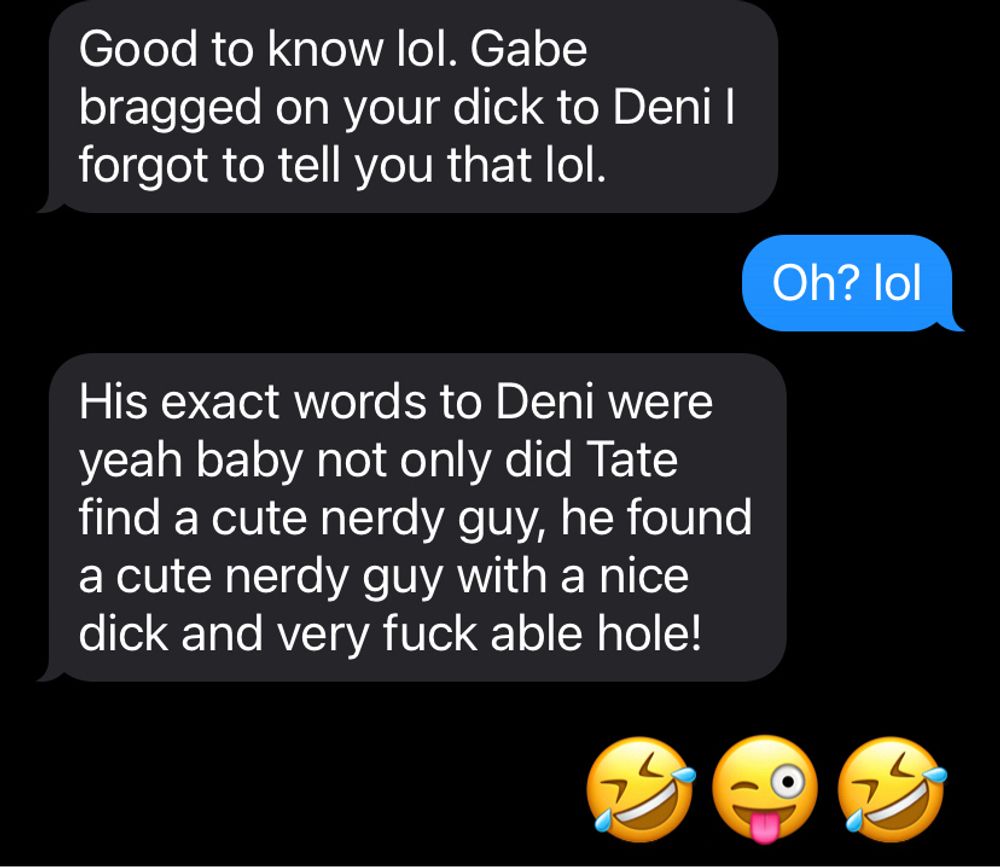 Good to know lol. Gabe
bragged on your dick to Deni I
forgot to tell you that lol.
Oh? lol
His exact words to Deni were
yeah baby not only did Tate
find a cute nerdy guy, he found
a cute nerdy guy with a nice
dick and very fuck able hole!
🤣😜🤣